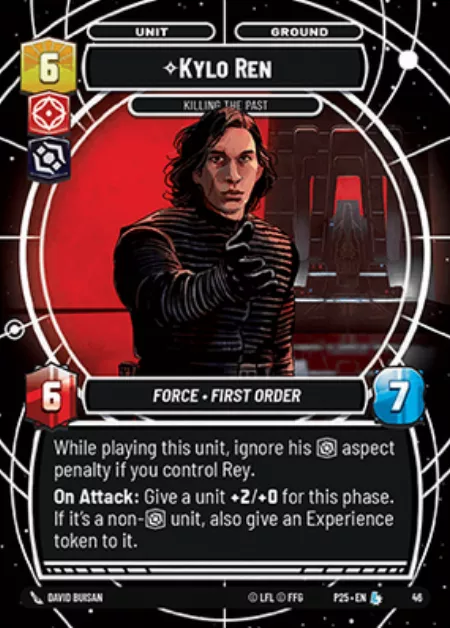 UNIT GROUND
6
KYLO REN
KILLING THE PAST
6
FORCE • FIRST ORDER
7
While playing this unit, ignore his aspect
penalty if you control Rey.
On Attack: Give a unit +2/+0 for this phase.
If it's a non- unit, also give an Experience
token to it.
DAVID BUISAN © LFL © FFG P25 • EN 46